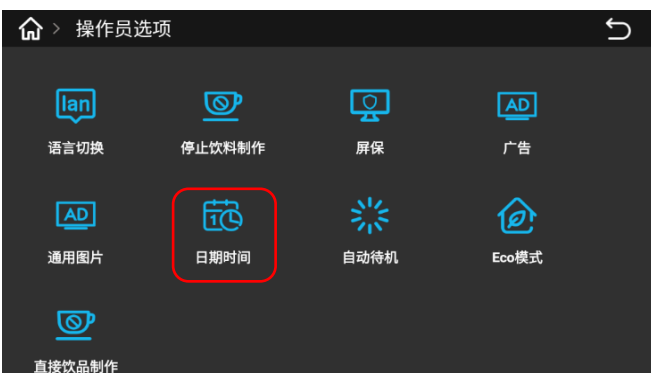 操作员选项
lan
AD
语言切换 停止饮料制作 屏保 广告
AD
10
通用图片 日期时间 自动待机 Eco模式
直接饮品制作